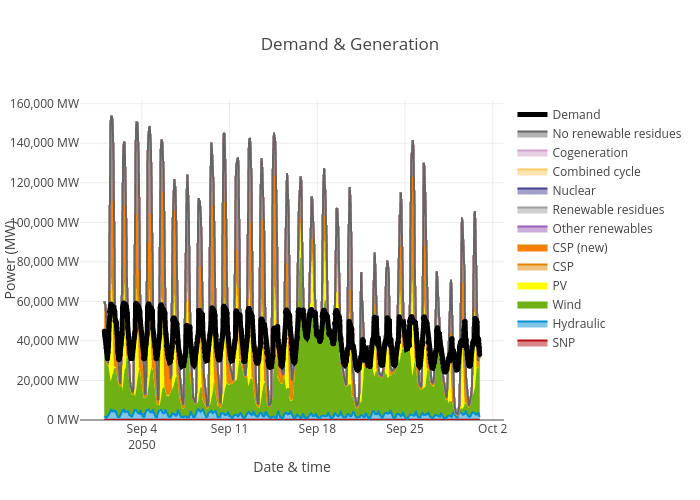 Demand & Generation
160,000 MW
140,000 MW
120,000 MW
100,000 MW
80,000 MW
60,000 MW
40,000 MW
20,000 MW
0 MW
Power (MW)
Sep 4
2050
Sep 11
Sep 18
Sep 25
Oct 2
Date & time
Demand
No renewable residues
Cogeneration
Combined cycle
Nuclear
Renewable residues
Other renewables
CSP (new)
CSP
PV
Wind
Hydraulic
SNP